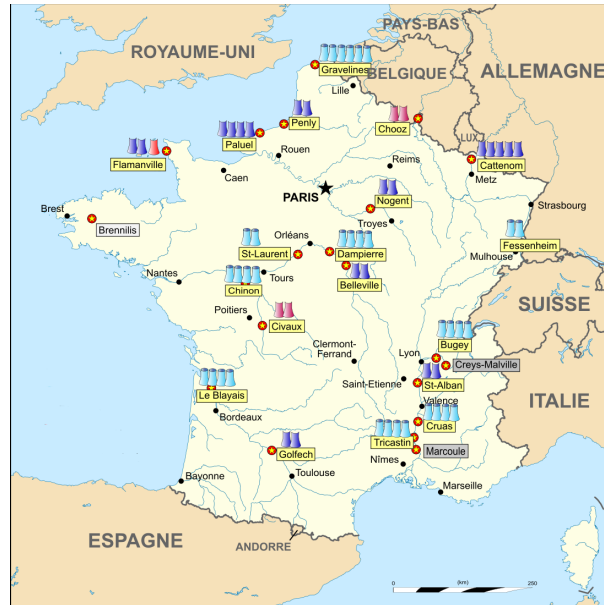 PAYS-BAS
ROYAUME-UNI
Gravelines
BELGIQUE
ALLEMAGNE
Lille
Penly
Chooz
Paluel
LUX.
Rouen
Reims
Cattenom
Flamanville
Caen
Metz
PARIS
Nogent
Strasbourg
Brest
Troyes
Brennilis
Orléans
Fessenheim
St-Laurent
Dampierre
Mulhouse
Tours
Nantes
Belleville
Chinon
SUISSE
Poitiers
Civaux
Bugey
Clermont-
Ferrand
Lyon
Creys-Malville
Saint-Etienne
St-Alban
Le Blayais
Valence
ITALIE
Bordeaux
Cruas
Tricastin
Golfech
Marcoule
Nîmes
Toulouse
Bayonne
Marseille
ESPAGNE
ANDORRE
0
(km)
250